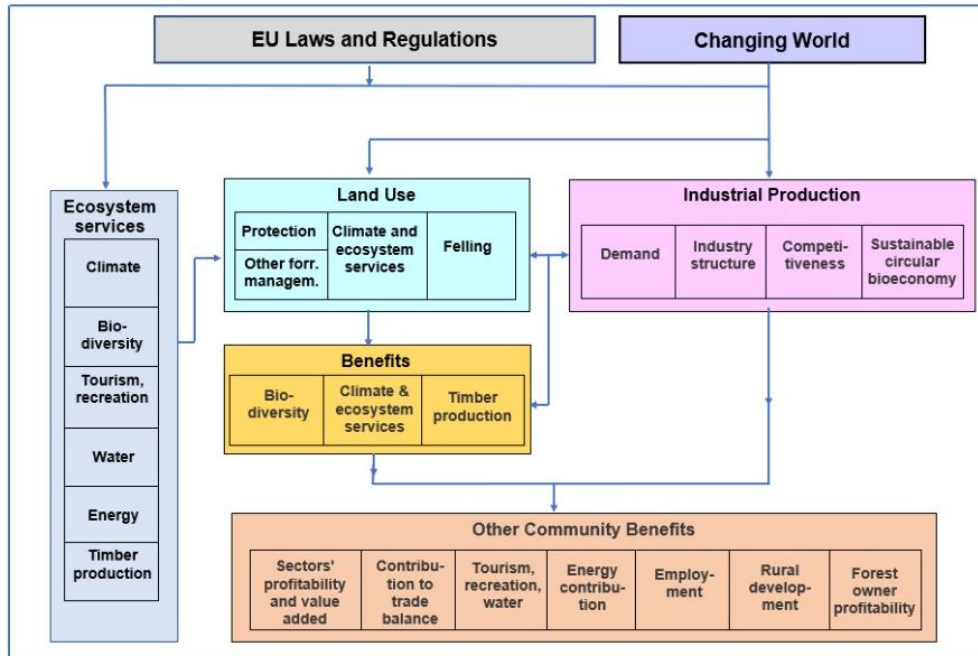 EU Laws and Regulations
Changing World
Ecosystem
services
Climate
Bio-
diversity
Tourism,
recreation
Water
Energy
Timber
production
Land Use
Protection
Other forr.
managem.
Climate and
ecosystem
services
Felling
Industrial Production
Demand
Industry
structure
Competi-
tiveness
Sustainable
circular
bioeconomy
Benefits
Bio-
diversity
Climate &
ecosystem
services
Timber
production
Other Community Benefits
Sectors'
profitability
and value
added
Contribu-
tion to
trade
balance
Tourism,
recreation,
water
Energy
contribu-
tion
Employ-
ment
Rural
develop-
ment
Forest
owner
profitability